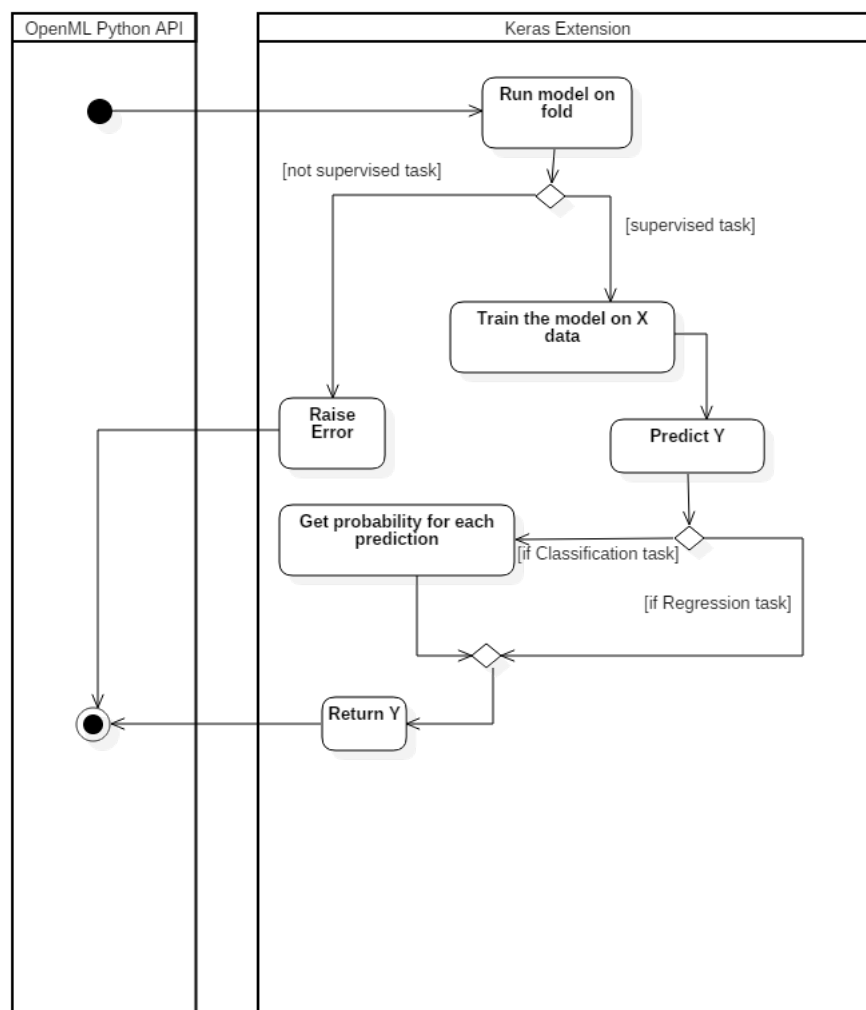 OpenML Python API
Keras Extension
Run model on
fold
[not supervised task]
[supervised task]
Train the model on X
data
Raise
Error
Predict Y
Get probability for each
prediction
[if Classification task]
[if Regression task]
Return Y